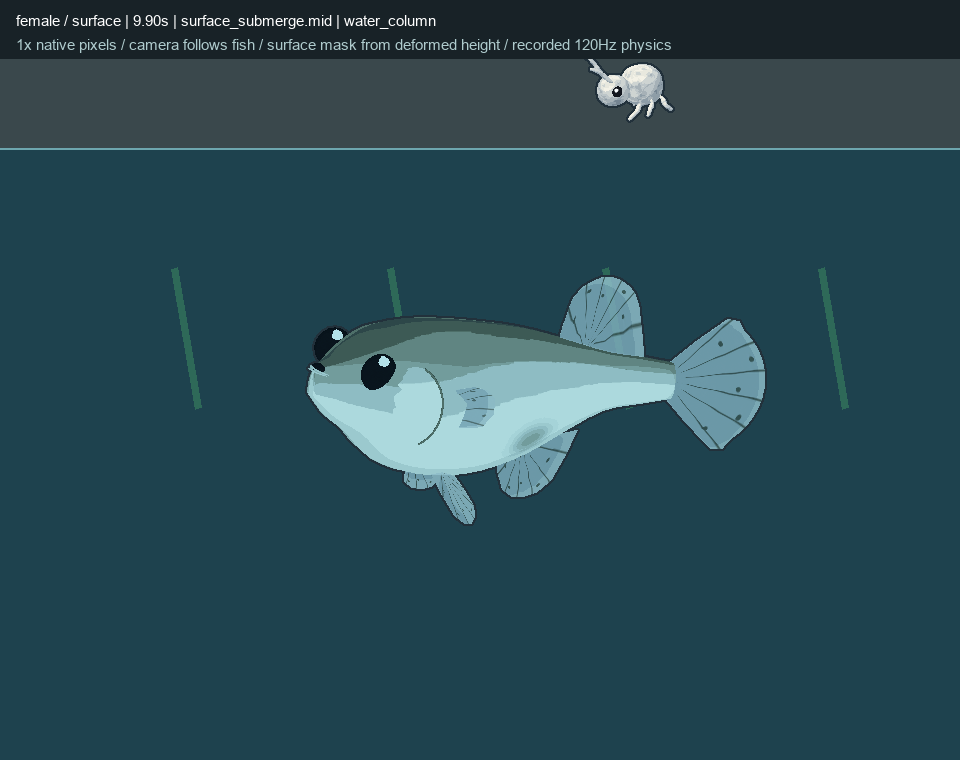 female / surface | 9.90s | surface_submerge.mid | water_column
1x native pixels / camera follows fish / surface mask from deformed height / recorded 120Hz physics